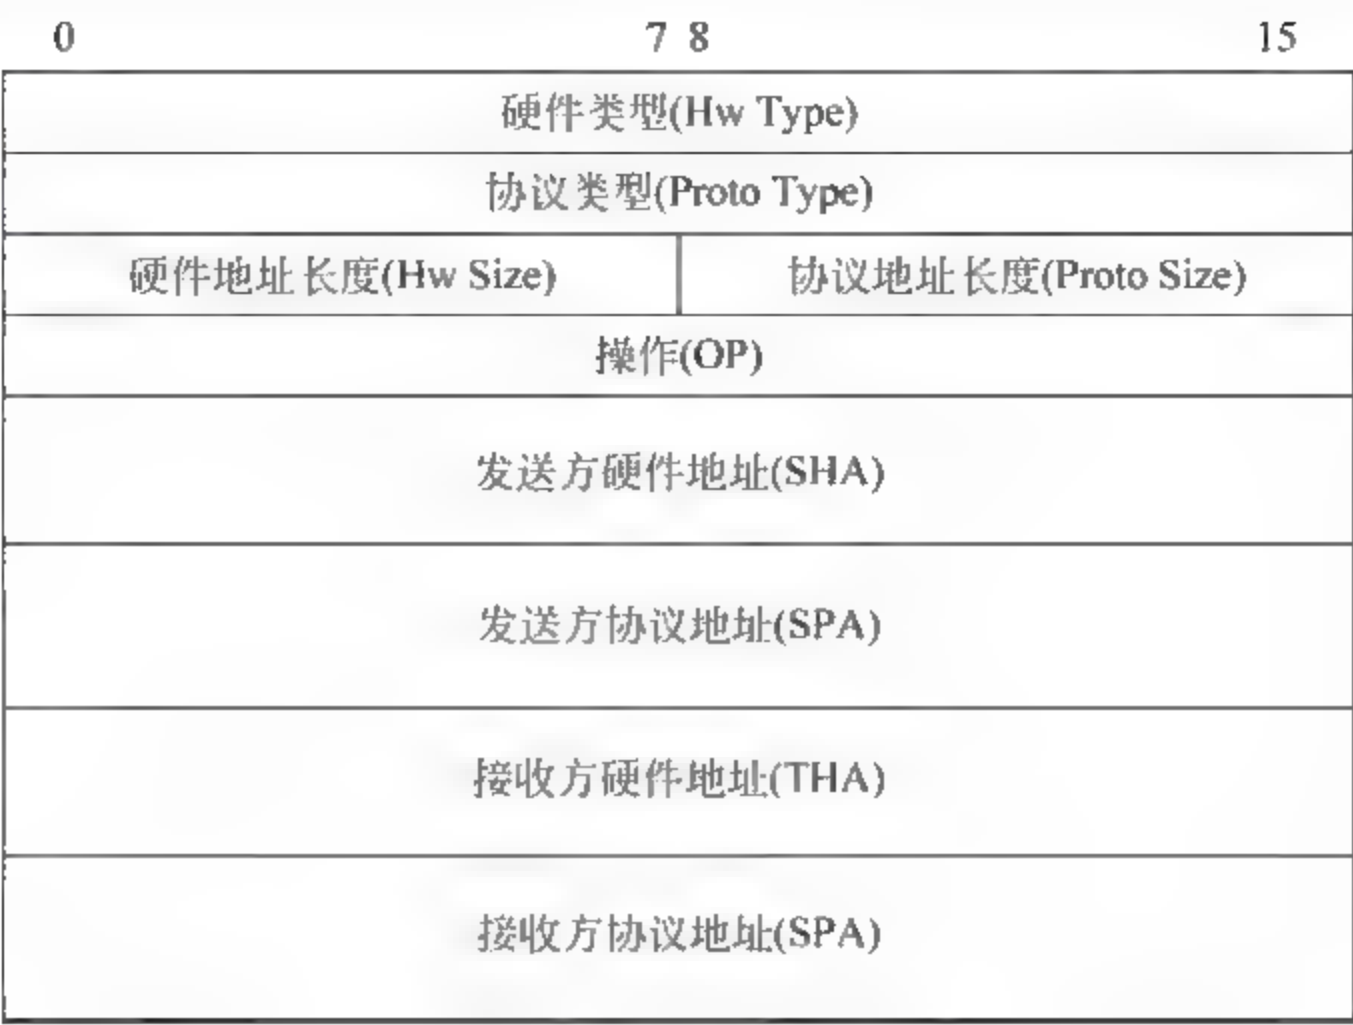 0 7 8 15
硬件类型(Hw Type)
协议类型(Proto Type)
硬件地址长度(Hw Size) 协议地址长度(Proto Size)
操作(OP)
发送方硬件地址(SHA)
发送方协议地址(SPA)
接收方硬件地址(THA)
接收方协议地址(SPA)